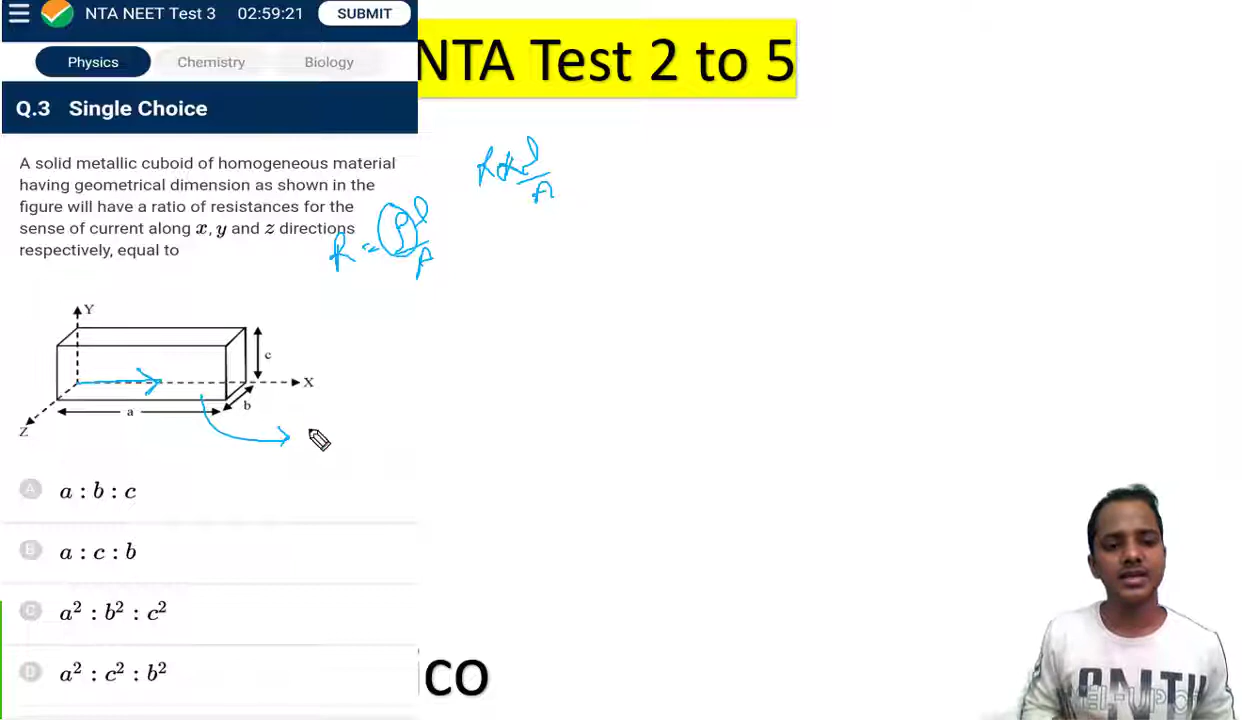 NTA NEET Test 3 02:59:21 SUBMIT
NTA Test 2 to 5
Physics Chemistry Biology
Q.3 Single Choice
A solid metallic cuboid of homogeneous material
having geometrical dimension as shown in the
figure will have a ratio of resistances for the
sense of current along x, y and z directions
respectively, equal to
R ∝ l/A
R = ρl/A
Y
c
X
b
a
Z
A a : b : c
B a : c : b
C a² : b² : c²
D a² : c² : b²
co